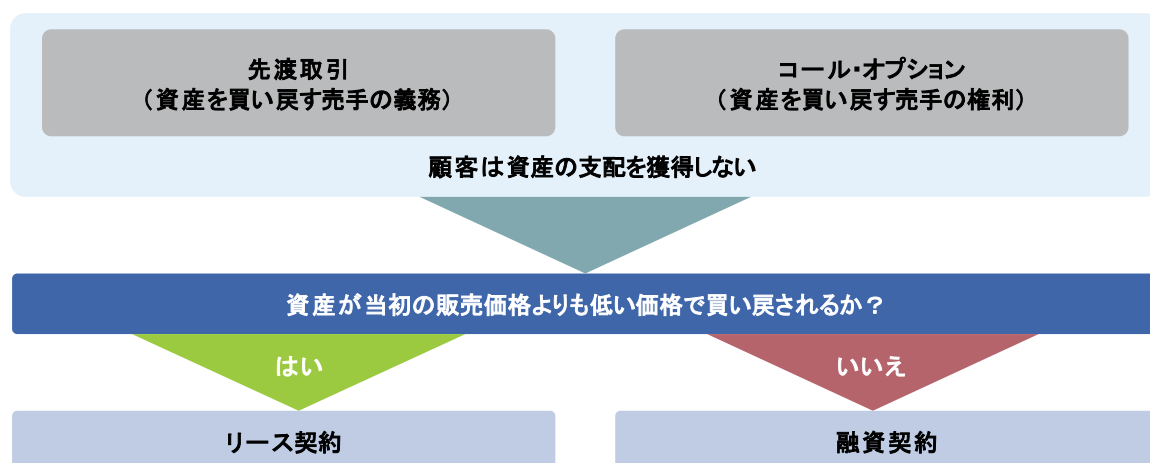 先渡取引
（資産を買い戻す売手の義務）
コール・オプション
（資産を買い戻す売手の権利）
顧客は資産の支配を獲得しない
資産が当初の販売価格よりも低い価格で買い戻されるか？
はい
いいえ
リース契約
融資契約